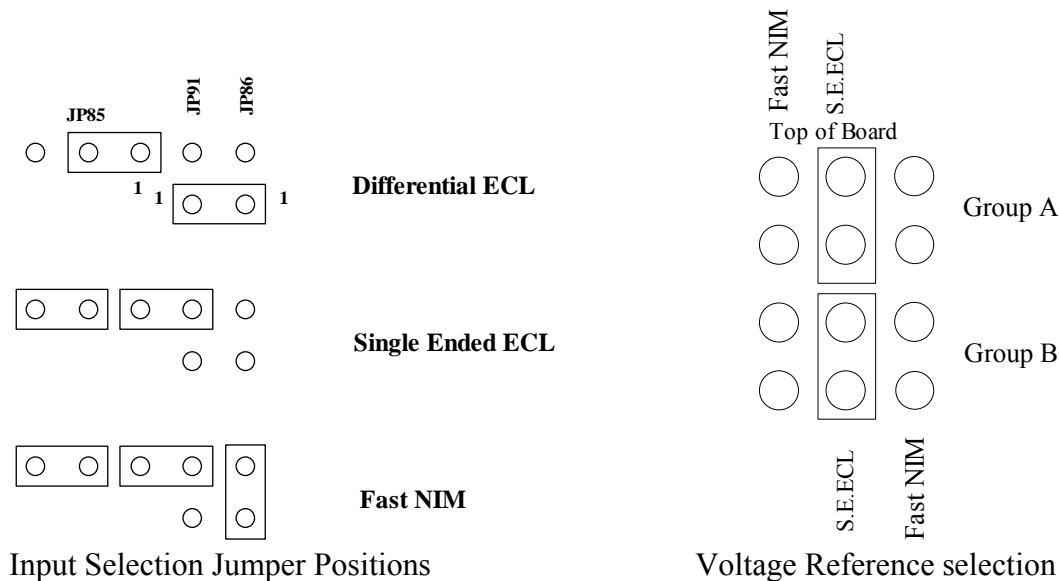 JP85
JP91
JP86
1
1
1
Differential ECL
Single Ended ECL
Fast NIM
Input Selection Jumper Positions
Fast NIM
S.E.ECL
Top of Board
Group A
Group B
S.E.ECL
Fast NIM
Voltage Reference selection